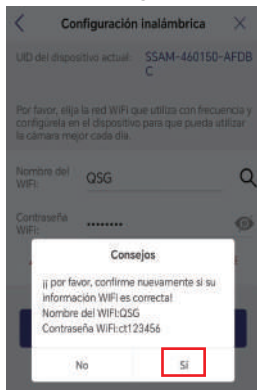 Configuración inalámbrica
UID del dispositivo actual: SSAM-460150-AFDB
C
Por favor, elija la red WiFi que utiliza con frecuencia y
configúrela en el dispositivo para que pueda utilizar
la cámara mejor cada día.
Nombre del
WiFi:
QSG
Contraseña
WiFi:
••••••••
Consejos
¡¡ por favor, confirme nuevamente si su
información WIFI es correcta!
Nombre del WIFI:QSG
Contraseña WiFi:ct123456
No
Sí